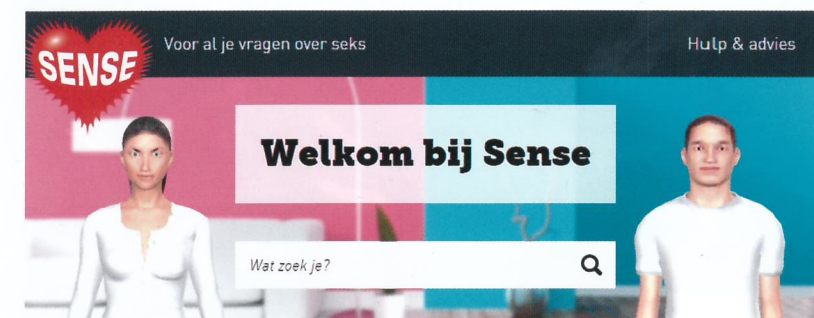 SENSE
Voor al je vragen over seks
Hulp & advies
Welkom bij Sense
Wat zoek je?